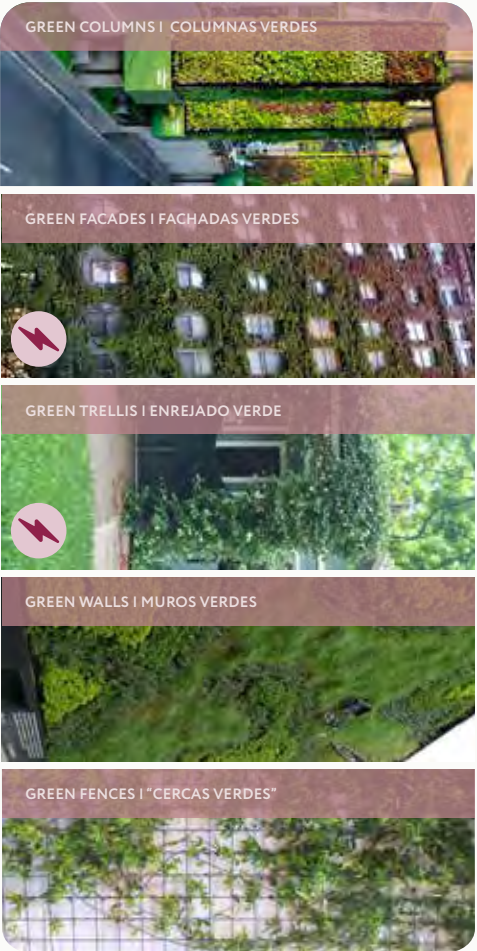 GREEN COLUMNS I COLUMNAS VERDES
GREEN FACADES I FACHADAS VERDES
GREEN TRELLIS I ENREJADO VERDE
GREEN WALLS I MUROS VERDES
GREEN FENCES I “CERCAS VERDES”